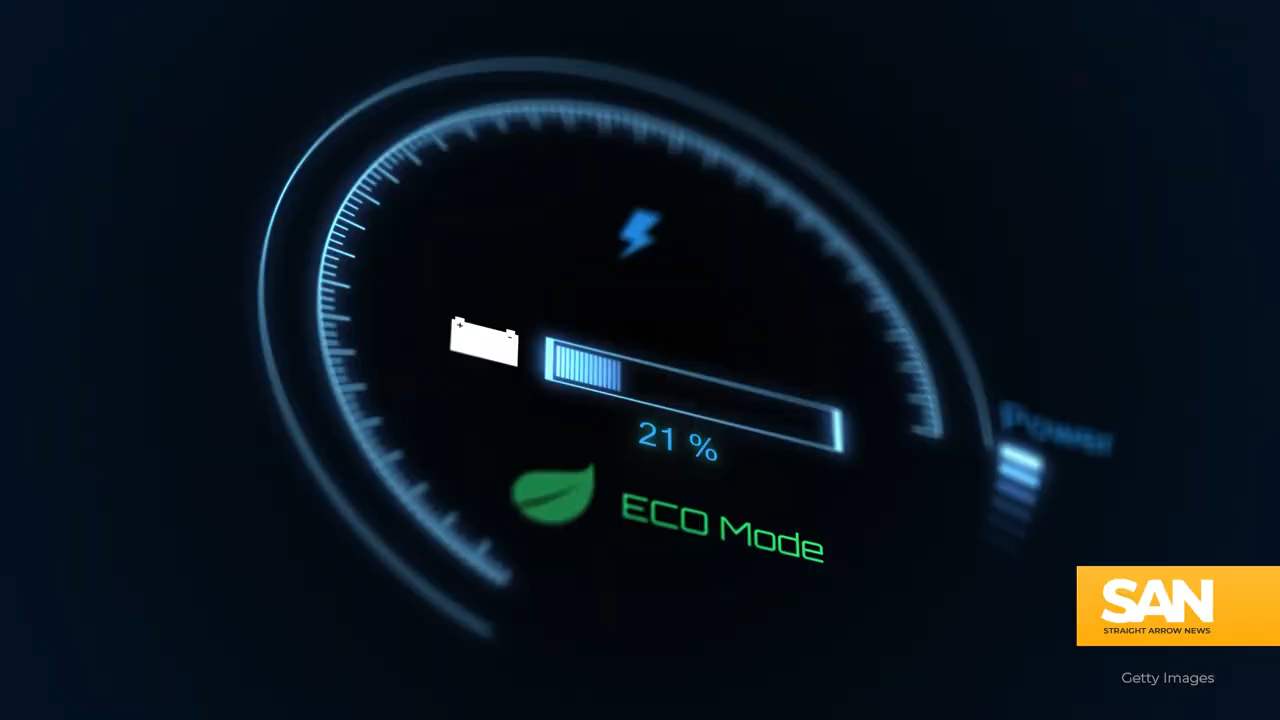 power
21 %
ECO Mode
SAN
STRAIGHT ARROW NEWS
Getty Images